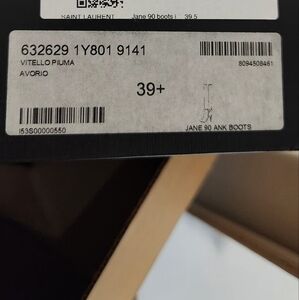 SAINT LAURENT Jane 90 boots | 39.5
632629 1Y801 9141
VITELLO PIUMA
AVORIO
8094508461
39+
I53S00000550
JANE 90 ANK BOOTS